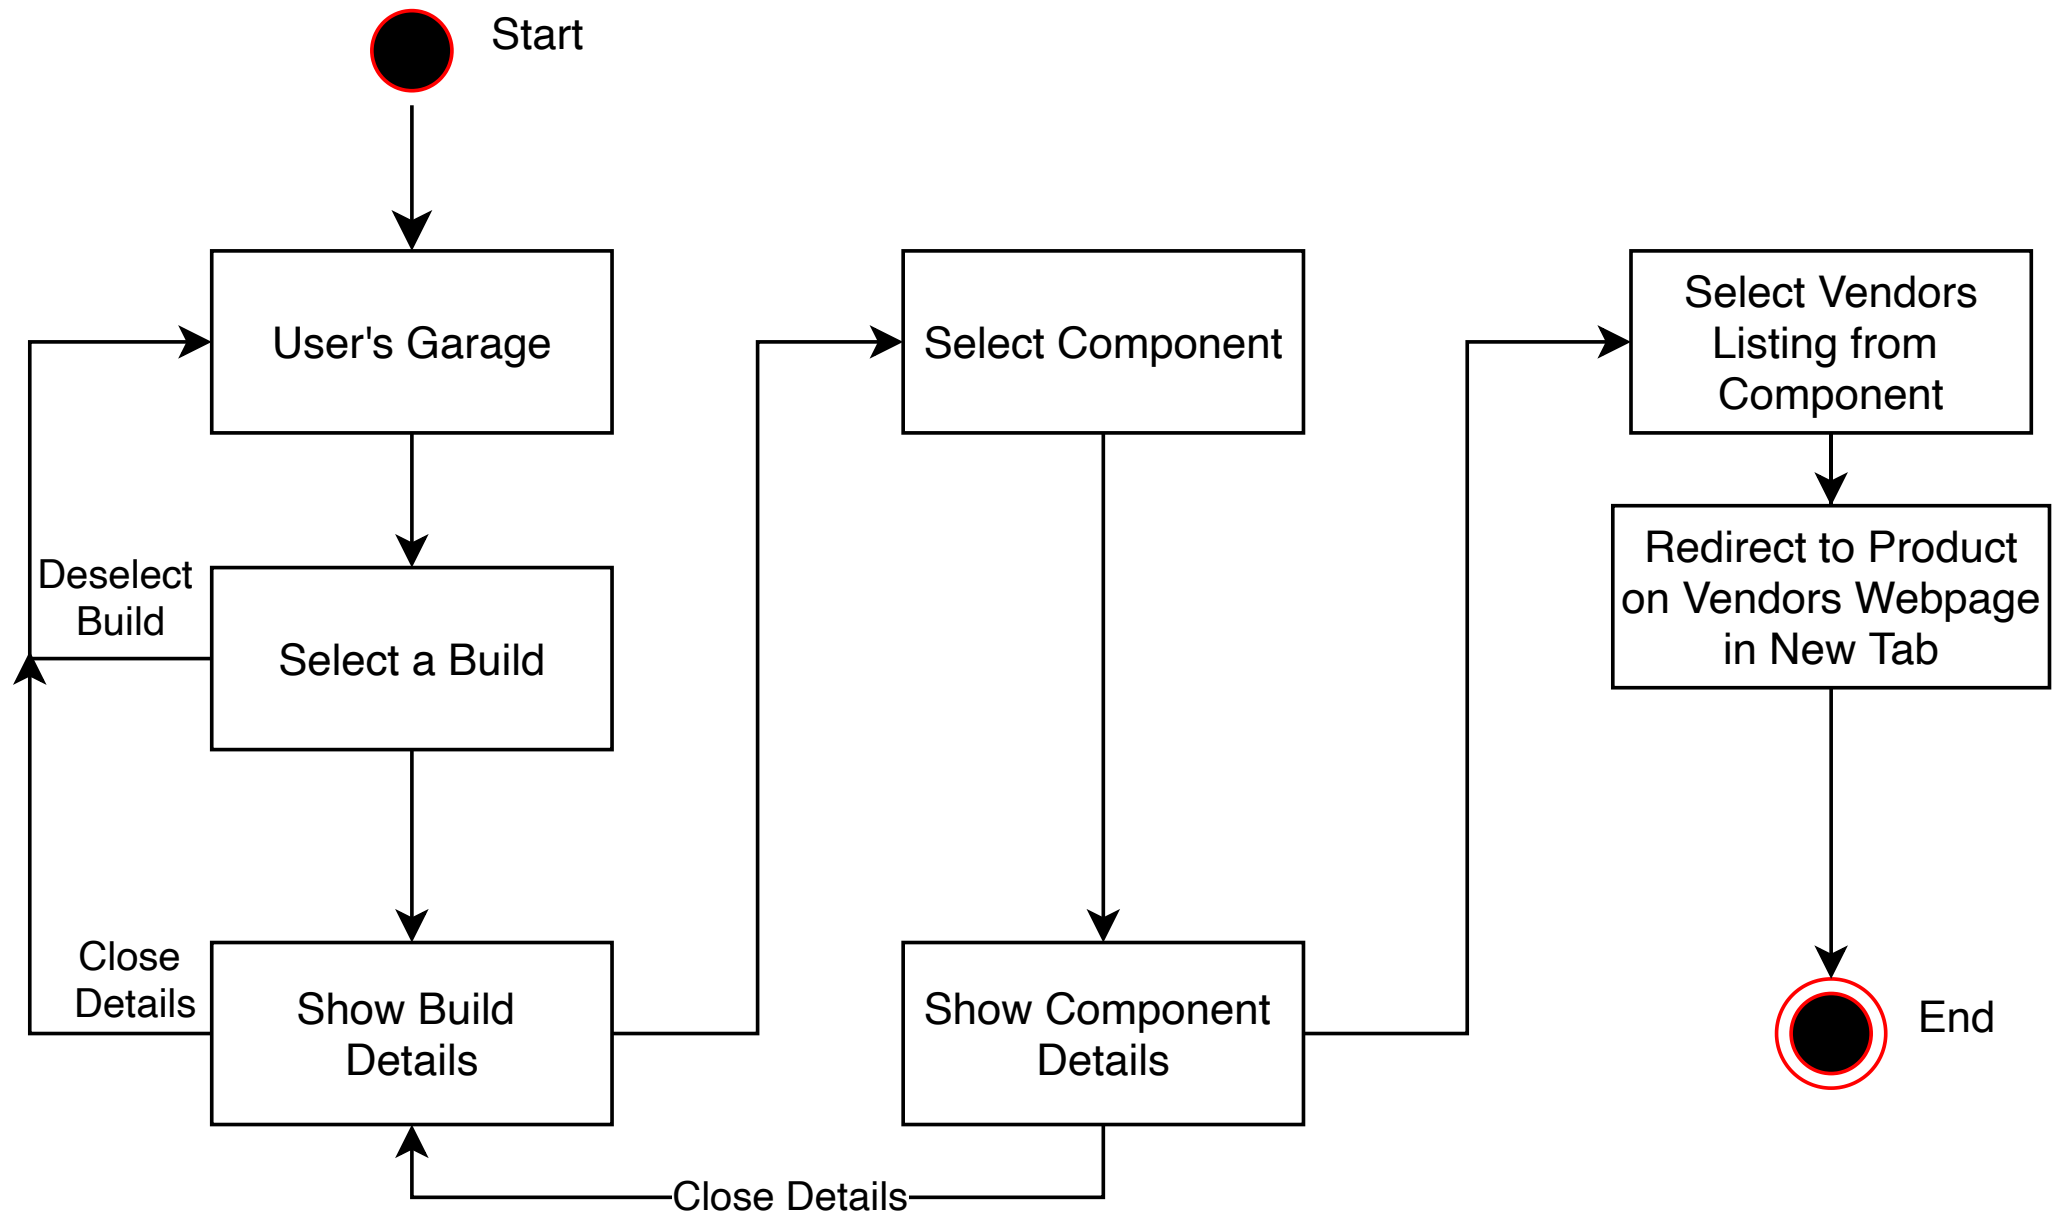 Start
User's Garage
Deselect
Build
Select a Build
Close
Details
Show Build
Details
Select Component
Show Component
Details
Close Details
Select Vendors
Listing from
Component
Redirect to Product
on Vendors Webpage
in New Tab
End